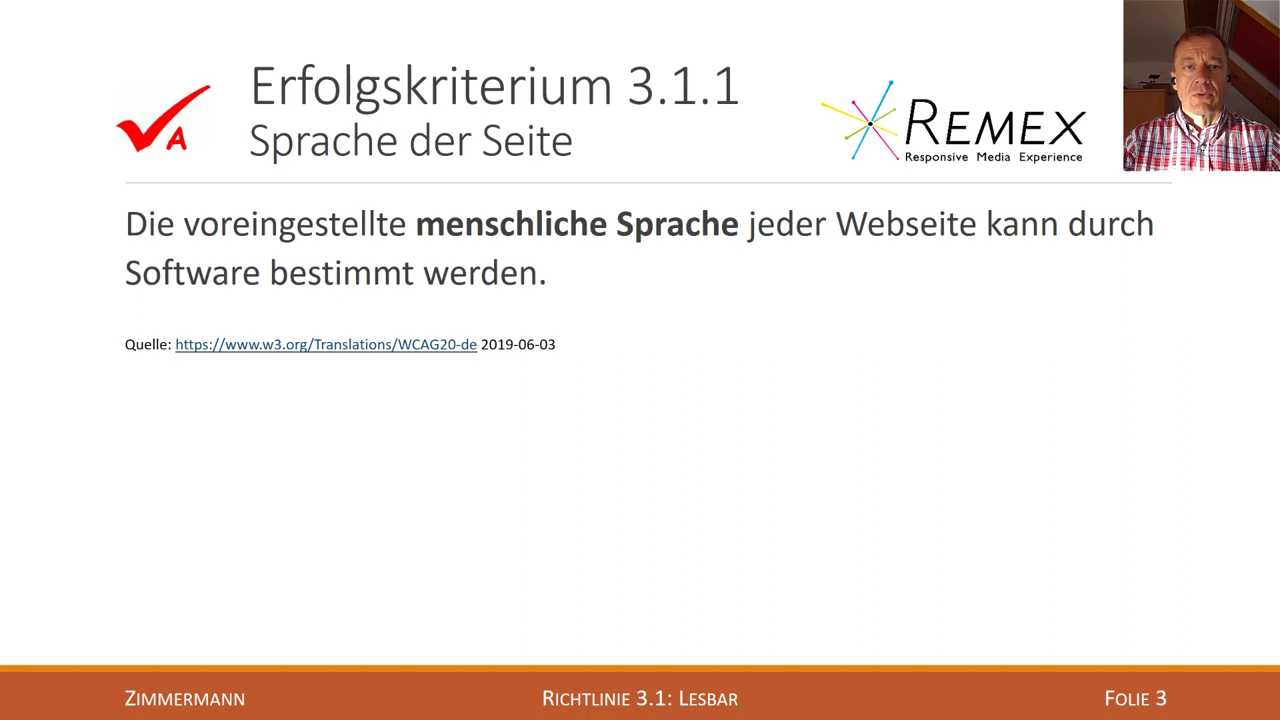 Erfolgskriterium 3.1.1
Sprache der Seite
A
REMEX
Responsive Media Experience
Die voreingestellte menschliche Sprache jeder Webseite kann durch
Software bestimmt werden.
Quelle: https://www.w3.org/Translations/WCAG20-de 2019-06-03
ZIMMERMANN
RICHTLINIE 3.1: LESBAR
FOLIE 3